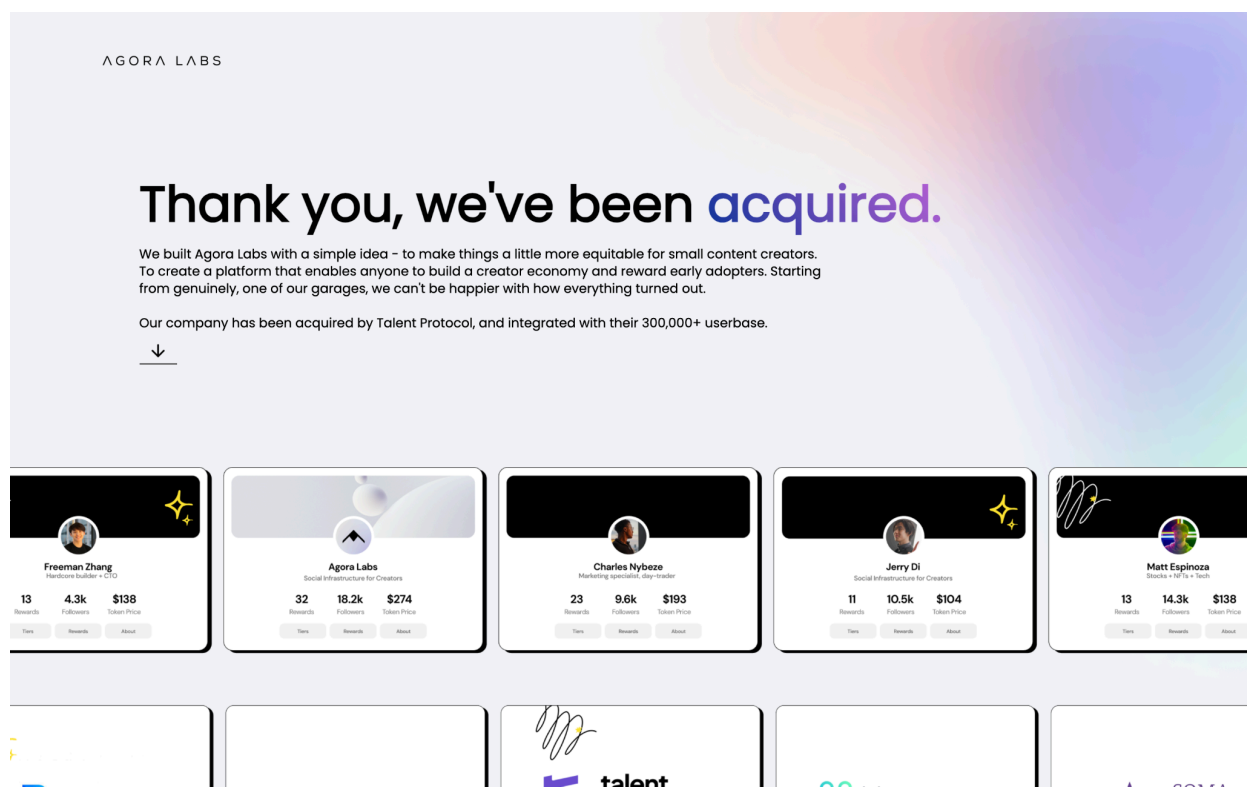 AGORA LABS
Thank you, we've been acquired.
We built Agora Labs with a simple idea - to make things a little more equitable for small content creators.
To create a platform that enables anyone to build a creator economy and reward early adopters. Starting
from genuinely, one of our garages, we can't be happier with how everything turned out.
Our company has been acquired by Talent Protocol, and integrated with their 300,000+ userbase.
Freeman Zhang
Hardcore builder + CTO
13 4.3k $138
Rewards Followers Token Price
Tiers Rewards About
Agora Labs
Social Infrastructure for Creators
32 18.2k $274
Rewards Followers Token Price
Tiers Rewards About
Charles Nybeze
Marketing specialist, day-trader
23 9.6k $193
Rewards Followers Token Price
Tiers Rewards About
Jerry Di
Social Infrastructure for Creators
11 10.5k $104
Rewards Followers Token Price
Tiers Rewards About
Matt Espinoza
Stocks + NFTs + Tech
13 14.3k $138
Rewards Followers Token Price
Tiers Rewards About
talent
SOMA